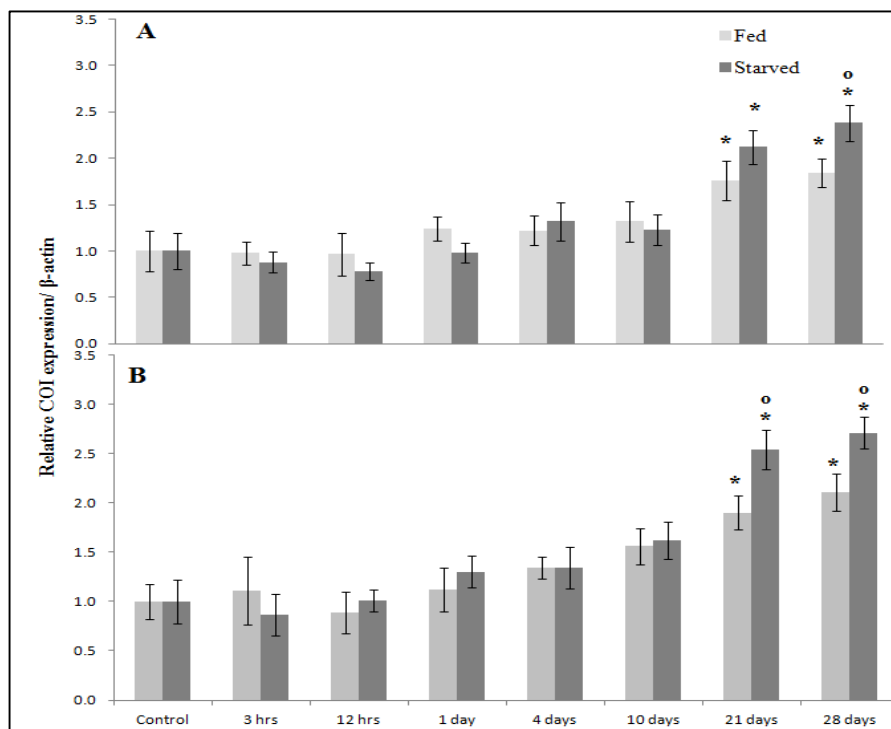 A
Fed
Starved
3.5
3.0
2.5
2.0
1.5
1.0
0.5
0.0
* *
o
*
*
Relative COI expression/ β-actin
B
3.5
3.0
2.5
2.0
1.5
1.0
0.5
0.0
*
o
*
*
o
*
Control 3 hrs 12 hrs 1 day 4 days 10 days 21 days 28 days